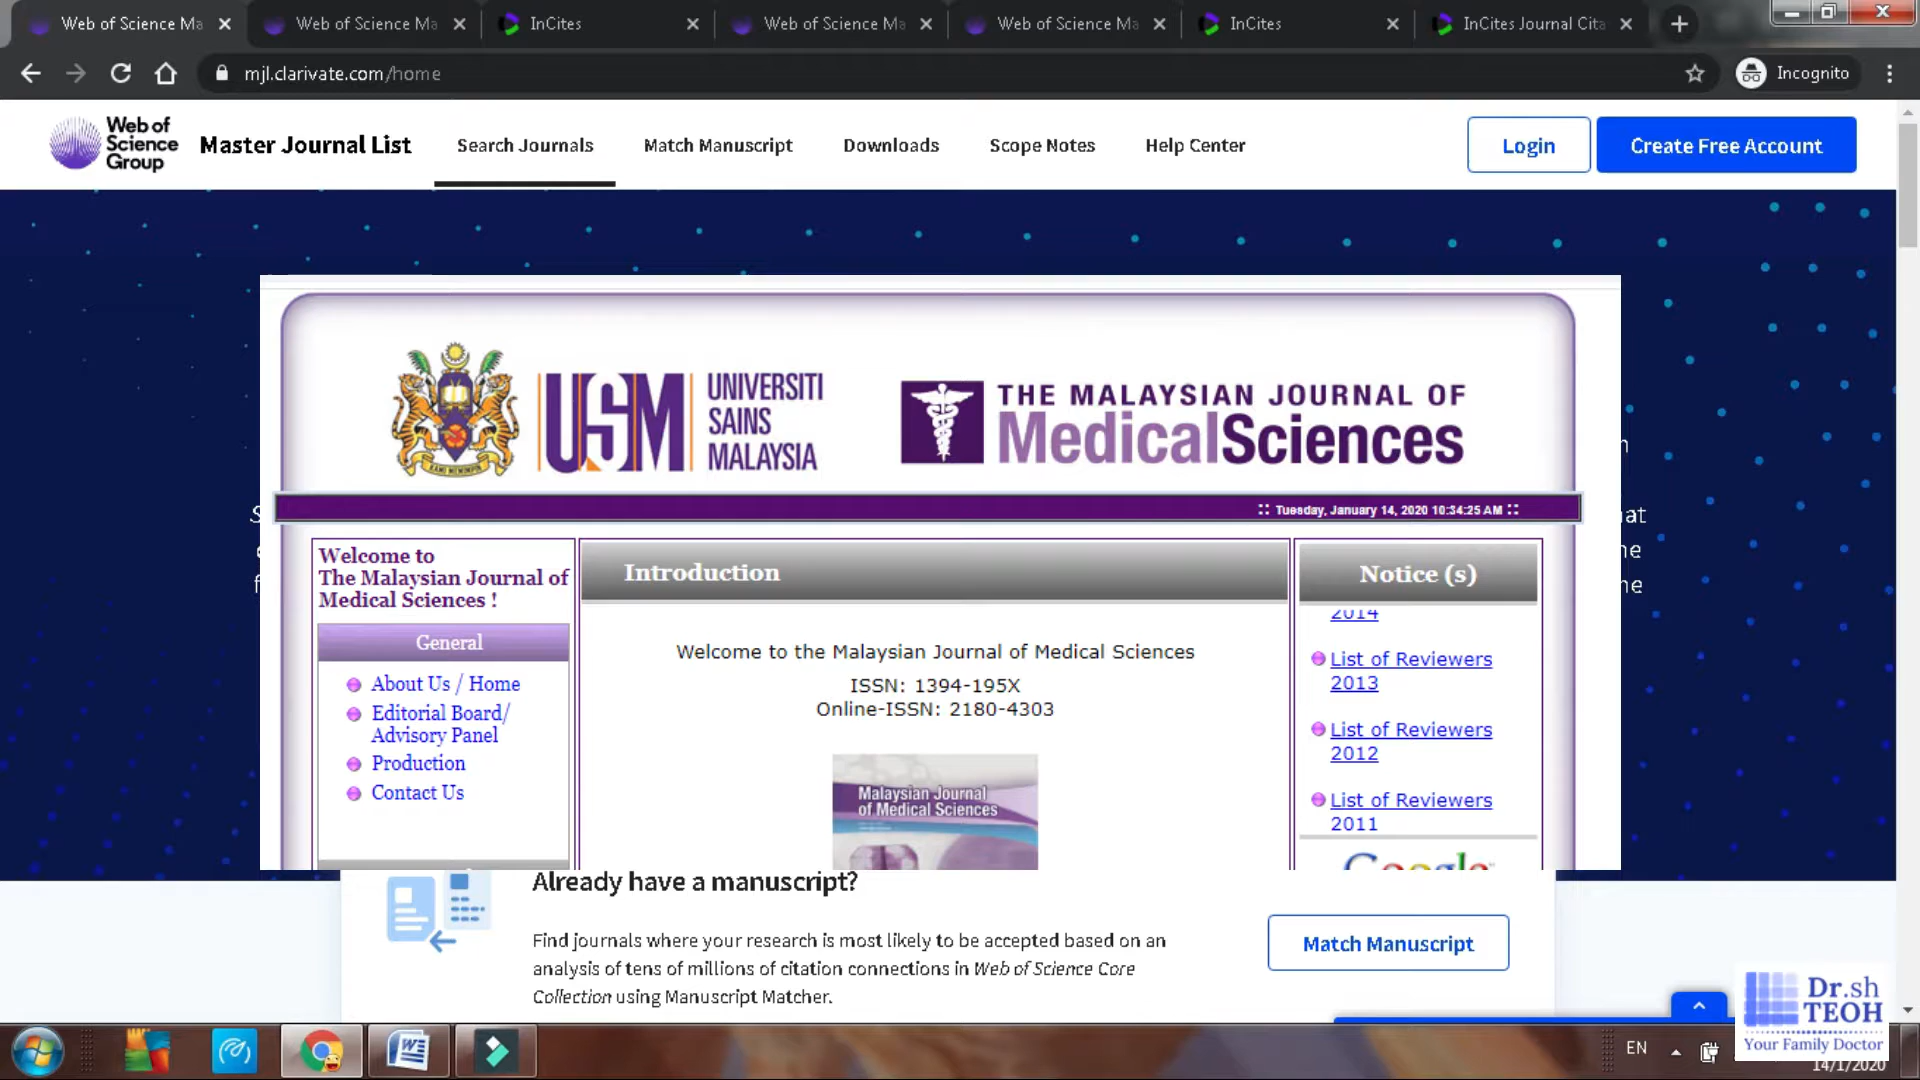 Web of Science Ma
Web of Science Ma
InCites
Web of Science Ma
Web of Science Ma
InCites
InCites Journal Cita
mjl.clarivate.com/home
Incognito
Web of
Science
Group
Master Journal List
Search Journals
Match Manuscript
Downloads
Scope Notes
Help Center
Login
Create Free Account
USM
UNIVERSITI
SAINS
MALAYSIA
THE MALAYSIAN JOURNAL OF
MedicalSciences
:: Tuesday, January 14, 2020 10:34:25 AM ::
Welcome to
The Malaysian Journal of
Medical Sciences !
General
About Us / Home
Editorial Board/
Advisory Panel
Production
Contact Us
Introduction
Welcome to the Malaysian Journal of Medical Sciences
ISSN: 1394-195X
Online-ISSN: 2180-4303
Malaysian Journal
of Medical Sciences
Notice (s)
2014
List of Reviewers
2013
List of Reviewers
2012
List of Reviewers
2011
Google
Already have a manuscript?
Find journals where your research is most likely to be accepted based on an
analysis of tens of millions of citation connections in Web of Science Core
Collection using Manuscript Matcher.
Match Manuscript
Dr.sh
TEOH
Your Family Doctor
EN
14/1/2020